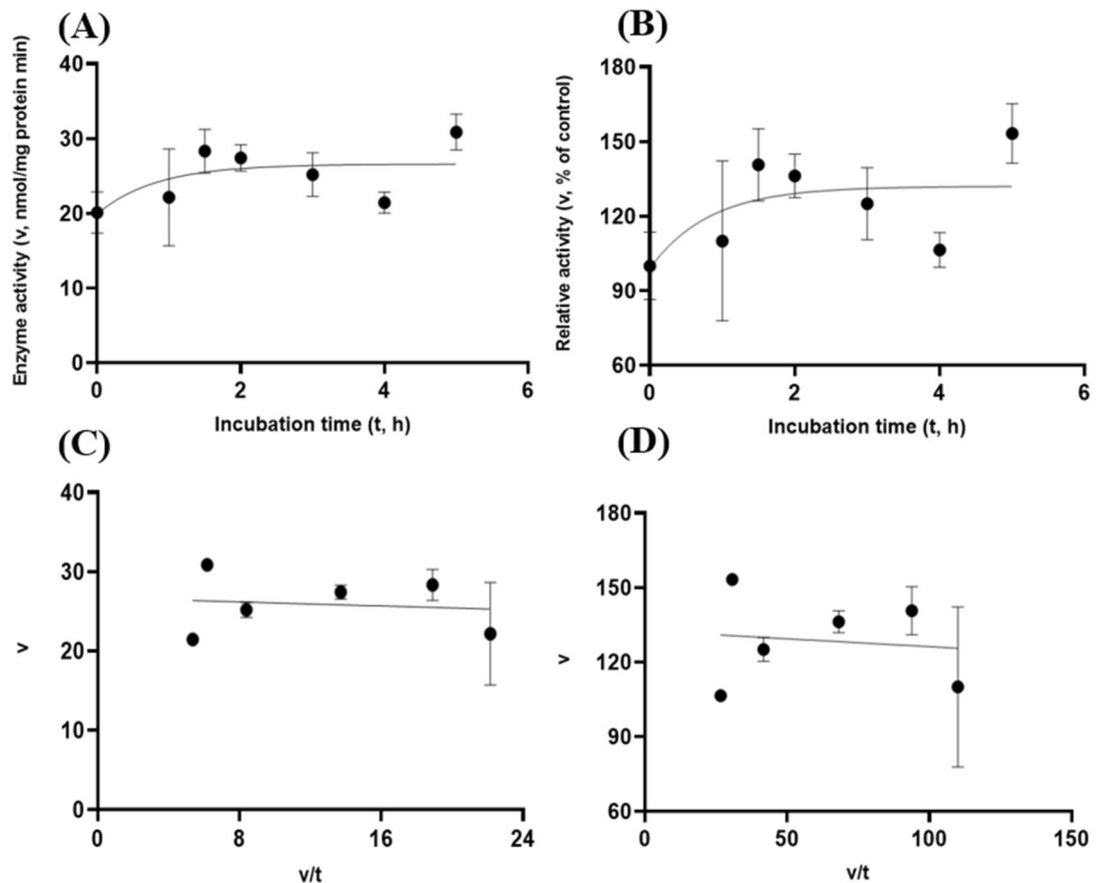 (A)
Enzyme activity (v, nmol/mg protein min)
40
30
20
10
0
0 2 4 6
Incubation time (t, h)
(B)
Relative activity (v, % of control)
180
150
120
90
60
0 2 4 6
Incubation time (t, h)
(C)
v
40
30
20
10
0
0 8 16 24
v/t
(D)
v
180
150
120
90
60
0 50 100 150
v/t